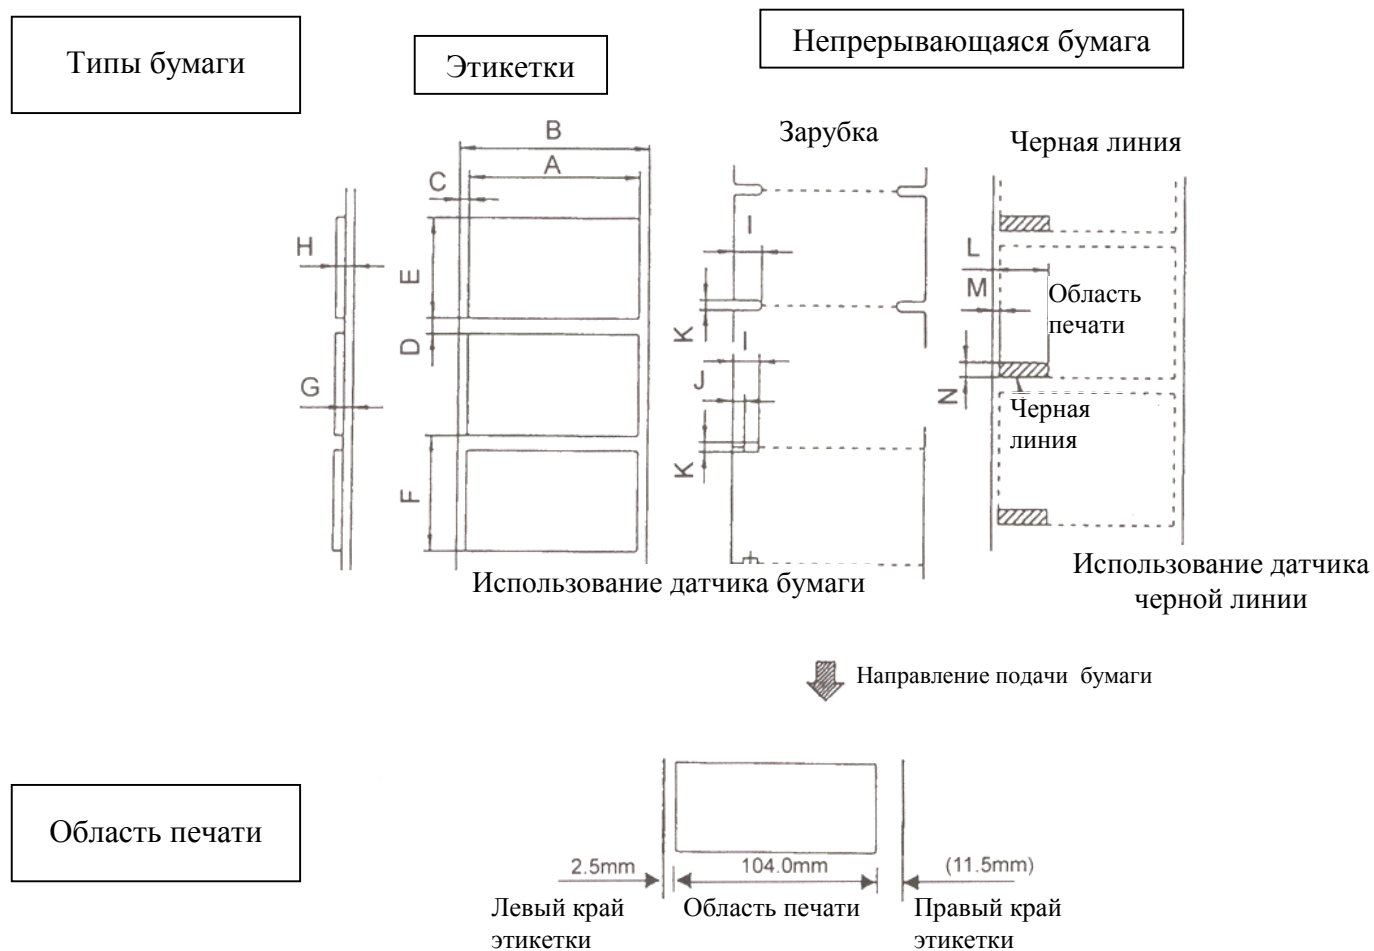 Типы бумаги
Этикетки
Непрерывающаяся бумага
B
A
C
H
E
D
G
F
Зарубка
I
K
I
J
K
Черная линия
L
M
Область
печати
N
Черная
линия
Использование датчика бумаги
Использование датчика
черной линии
Направление подачи бумаги
Область печати
2.5mm
104.0mm
(11.5mm)
Левый край
этикетки
Область печати
Правый край
этикетки